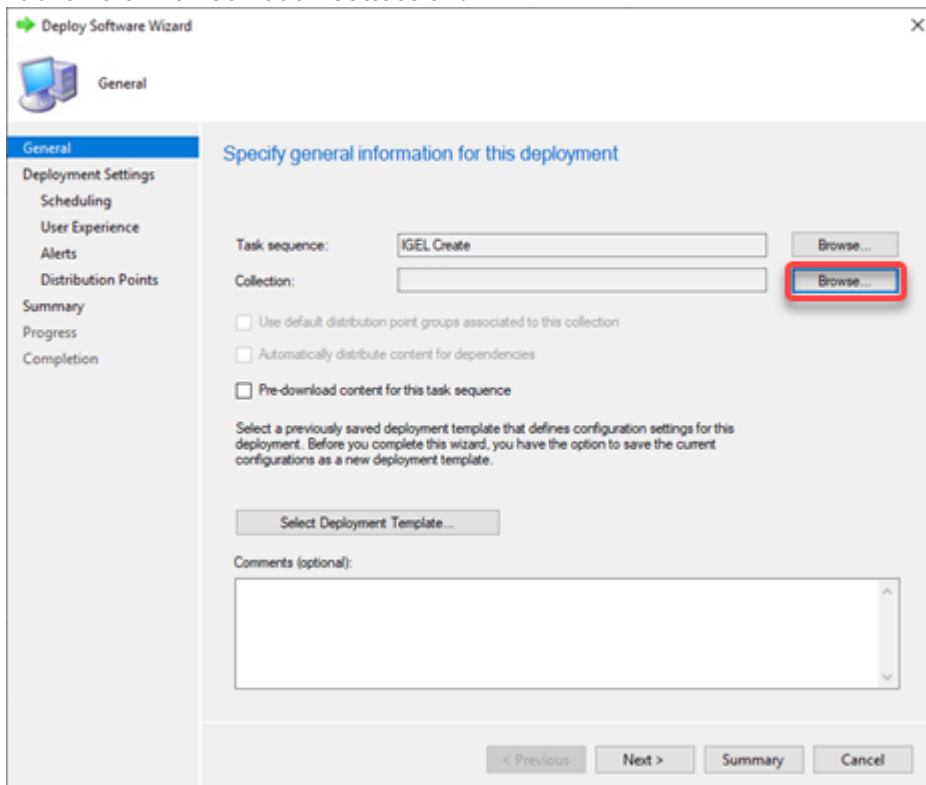 Deploy Software Wizard
General
General
Deployment Settings
Scheduling
User Experience
Alerts
Distribution Points
Summary
Progress
Completion
Specify general information for this deployment
Task sequence: IGEL Create Browse...
Collection: Browse...
Use default distribution point groups associated to this collection
Automatically distribute content for dependencies
Pre-download content for this task sequence
Select a previously saved deployment template that defines configuration settings for this
deployment. Before you complete this wizard, you have the option to save the current
configurations as a new deployment template.
Select Deployment Template...
Comments (optional):
< Previous Next > Summary Cancel